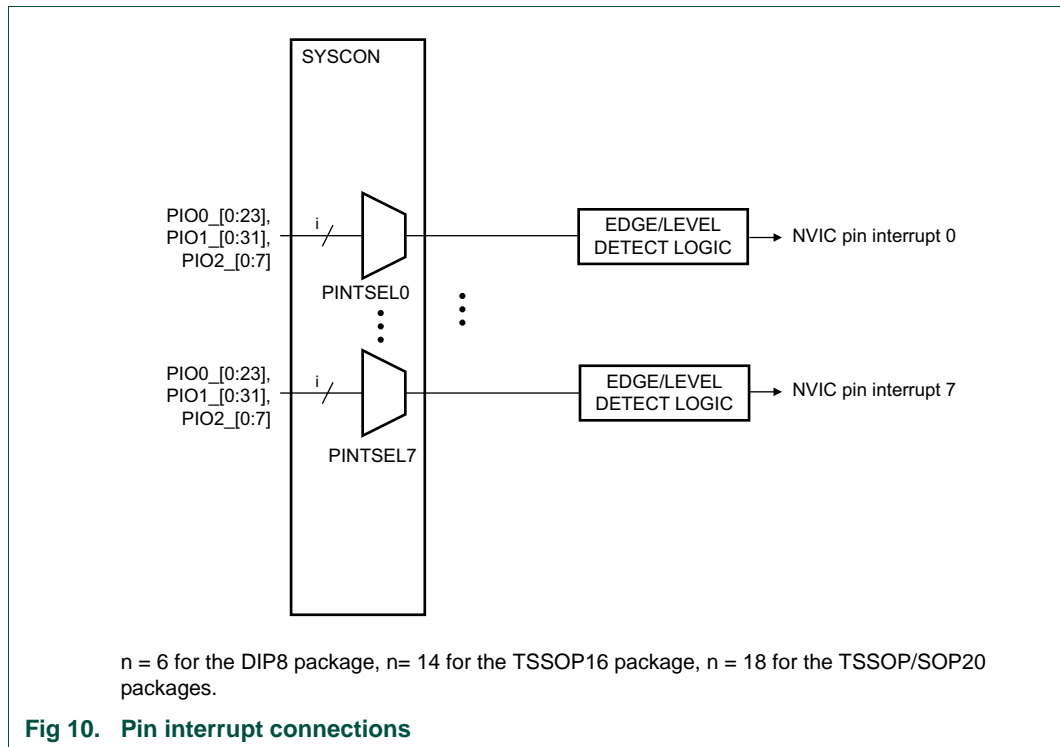 SYSCON
PIO0_[0:23],
PIO1_[0:31],
PIO2_[0:7]
i
PINTSEL0
EDGE/LEVEL
DETECT LOGIC
NVIC pin interrupt 0
PIO0_[0:23],
PIO1_[0:31],
PIO2_[0:7]
i
PINTSEL7
EDGE/LEVEL
DETECT LOGIC
NVIC pin interrupt 7
n = 6 for the DIP8 package, n= 14 for the TSSOP16 package, n = 18 for the TSSOP/SOP20
packages.
Fig 10. Pin interrupt connections